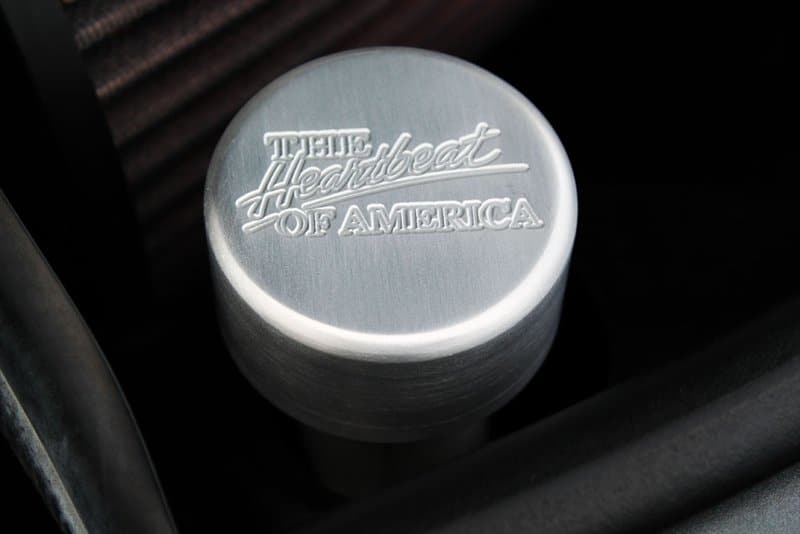 THE
Heartbeat
OF AMERICA